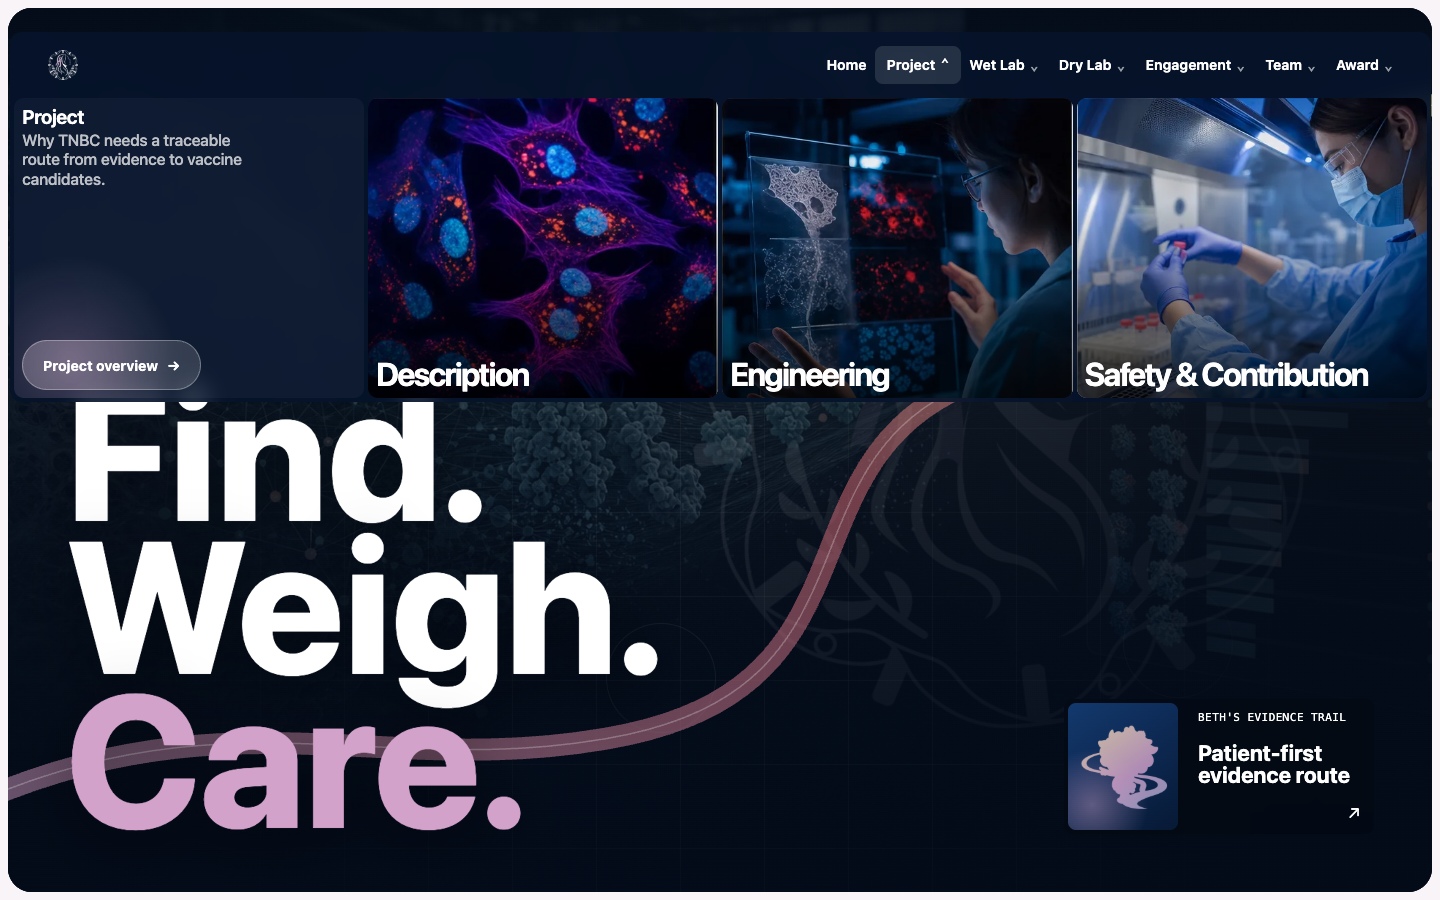 Home Project Wet Lab Dry Lab Engagement Team Award
Project
Why TNBC needs a traceable
route from evidence to vaccine
candidates.
Project overview →
Description
Engineering
Safety & Contribution
Find.
Weigh.
Care.
BETH'S EVIDENCE TRAIL
Patient-first
evidence route